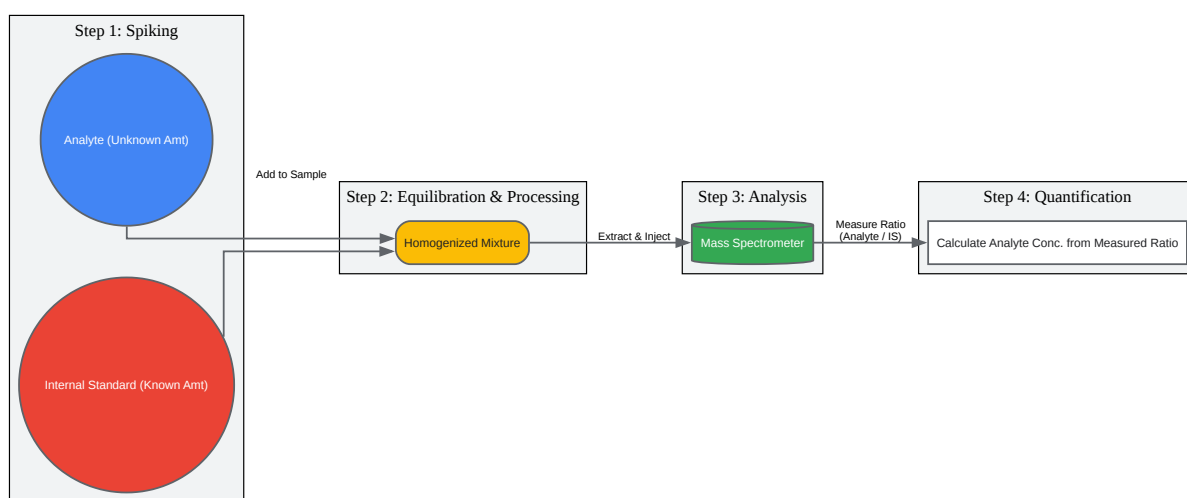 Step 1: Spiking
Analyte (Unknown Amt)
Internal Standard (Known Amt)
Add to Sample
Step 2: Equilibration & Processing
Homogenized Mixture
Extract & Inject
Step 3: Analysis
Mass Spectrometer
Measure Ratio
(Analyte / IS)
Step 4: Quantification
Calculate Analyte Conc. from Measured Ratio